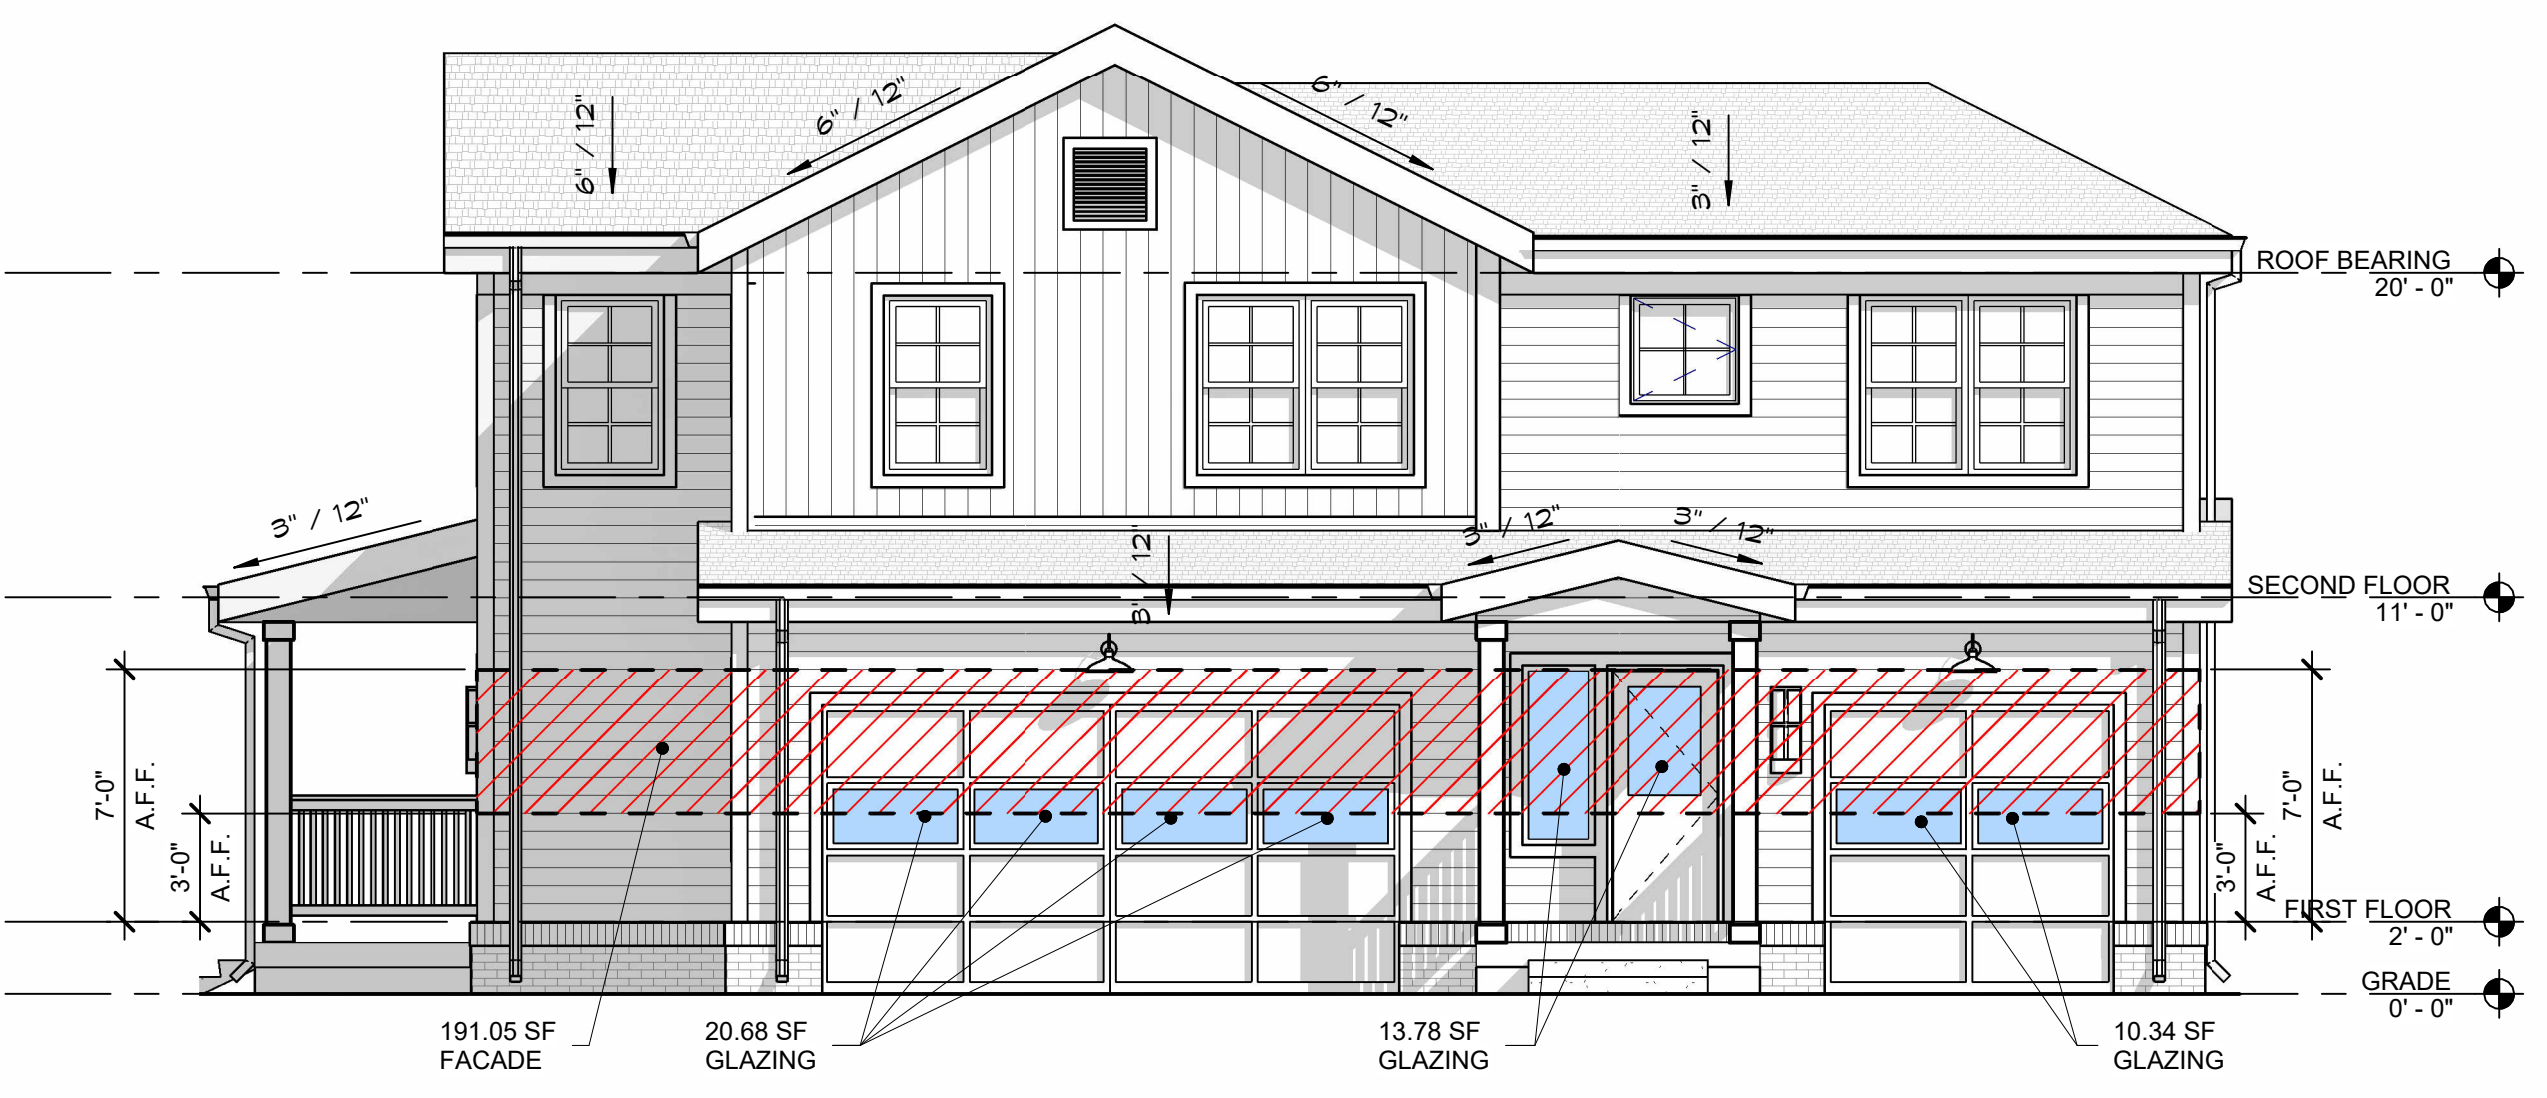 6" / 12"
6" / 12"
6" / 12"
3" / 12"
ROOF BEARING
20' - 0"
3" / 12"
3" / 12"
3" / 12"
3" / 12"
SECOND FLOOR
11' - 0"
7'-0"
A.F.F.
3'-0"
A.F.F.
7'-0"
A.F.F.
3'-0"
A.F.F.
FIRST FLOOR
2' - 0"
GRADE
0' - 0"
191.05 SF
FACADE
20.68 SF
GLAZING
13.78 SF
GLAZING
10.34 SF
GLAZING